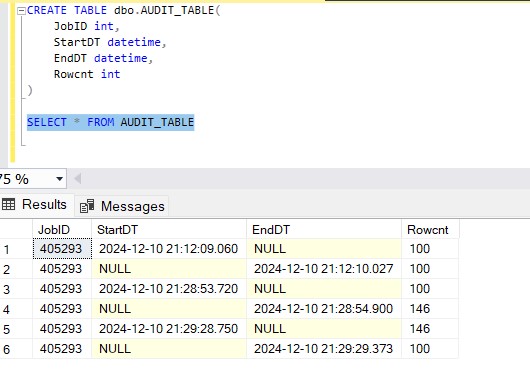 CREATE TABLE dbo.AUDIT_TABLE(
JobID int,
StartDT datetime,
EndDT datetime,
Rowcnt int
)
SELECT * FROM AUDIT_TABLE
75 %
Results Messages
JobID StartDT EndDT Rowcnt
1 405293 2024-12-10 21:12:09.060 NULL 100
2 405293 NULL 2024-12-10 21:12:10.027 100
3 405293 2024-12-10 21:28:53.720 NULL 100
4 405293 NULL 2024-12-10 21:28:54.900 146
5 405293 2024-12-10 21:29:28.750 NULL 146
6 405293 NULL 2024-12-10 21:29:29.373 100